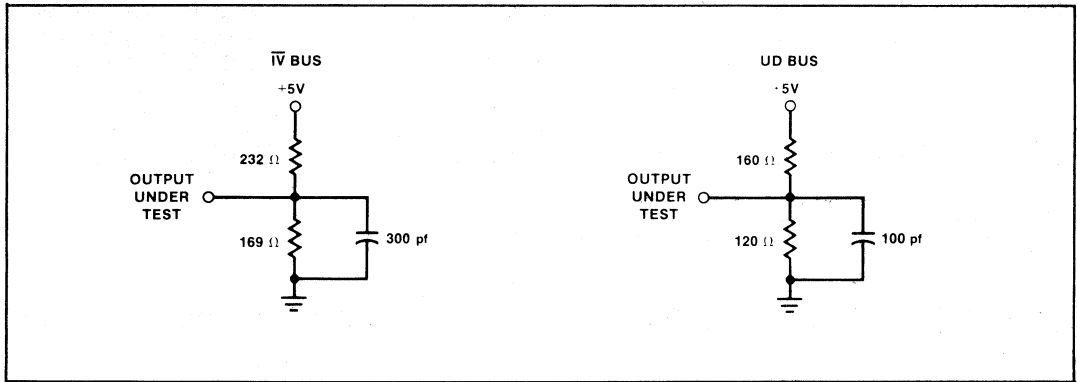 I̅V̅ BUS
+5V
232 Ω
OUTPUT
UNDER
TEST
169 Ω
300 pf
UD BUS
·5V
160 Ω
OUTPUT
UNDER
TEST
120 Ω
100 pf